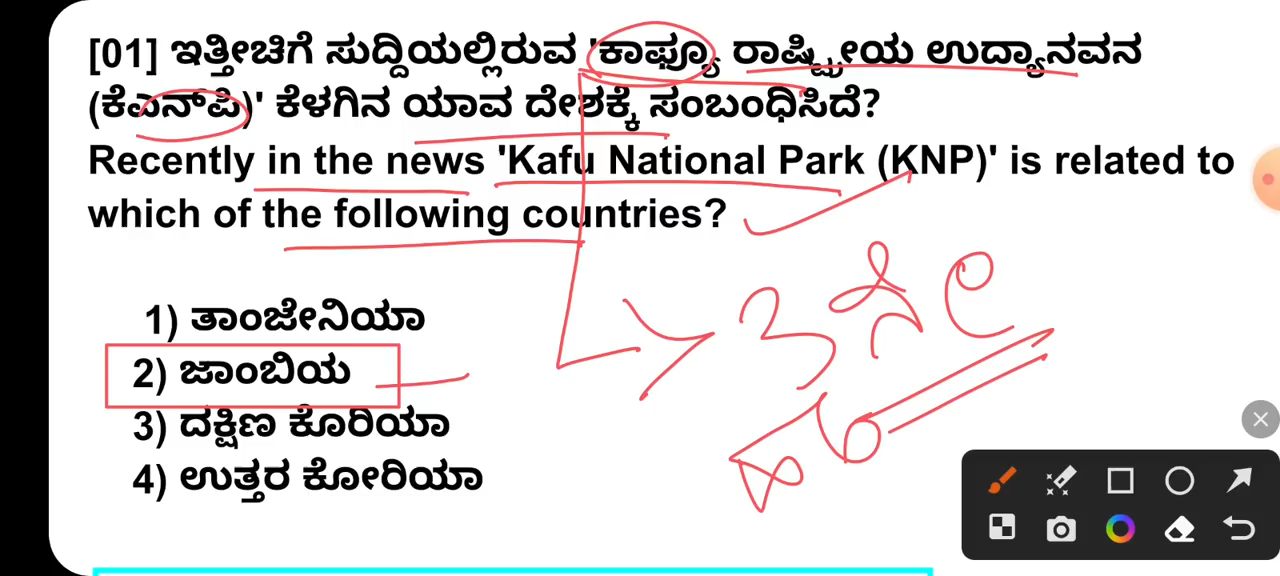 [01] ಇತ್ತೀಚಿಗೆ ಸುದ್ದಿಯಲ್ಲಿರುವ 'ಕಾಫ್ಯೂ ರಾಷ್ಟ್ರೀಯ ಉದ್ಯಾನವನ
(ಕೆಎನ್‌ಪಿ)' ಕೆಳಗಿನ ಯಾವ ದೇಶಕ್ಕೆ ಸಂಬಂಧಿಸಿದೆ?
Recently in the news 'Kafu National Park (KNP)' is related to
which of the following countries?
1) ತಾಂಜೇನಿಯಾ
2) ಜಾಂಬಿಯ
3) ದಕ್ಷಿಣ ಕೊರಿಯಾ
4) ಉತ್ತರ ಕೋರಿಯಾ